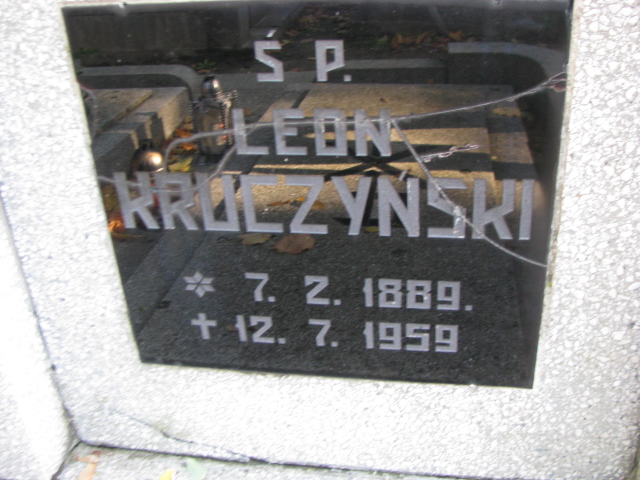 Ś P.
LEON
KRUCZYŃSKI
✶ 7. 2. 1889.
✝ 12. 7. 1959